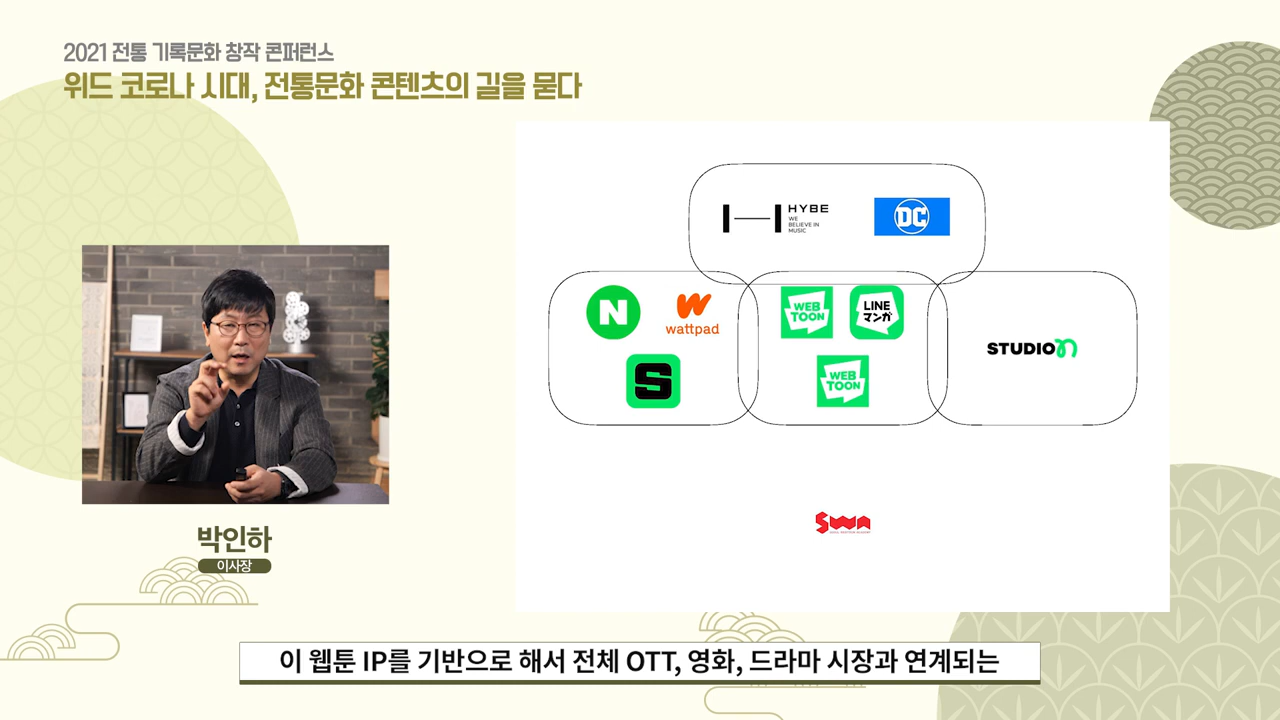 2021 전통 기록문화 창작 콘퍼런스
위드 코로나 시대, 전통문화 콘텐츠의 길을 묻다
HYBE
WE
BELIEVE IN
MUSIC
DC
N
wattpad
S
WEB
TOON
LINE
マンガ
WEB
TOON
STUDIO n
SWA
박인하
이사장
이 웹툰 IP를 기반으로 해서 전체 OTT, 영화, 드라마 시장과 연계되는